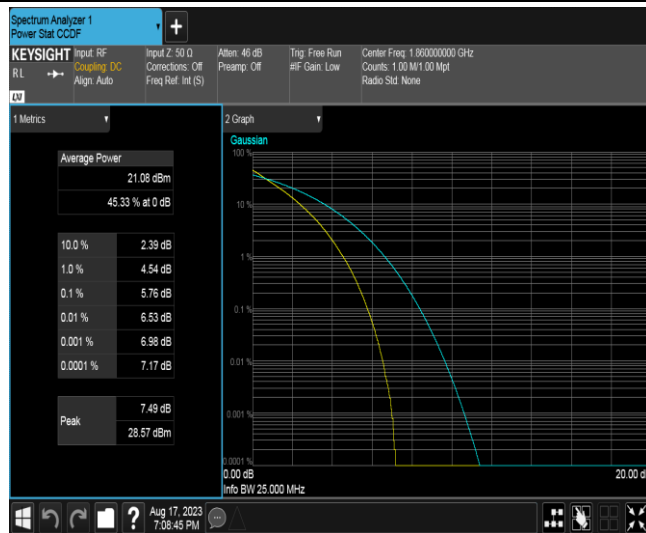 Spectrum Analyzer 1
Power Stat CCDF
KEYSIGHT
RL
LXI
Input: RF
Coupling: DC
Align: Auto
Input Z: 50 Ω
Corrections: Off
Freq Ref: Int (S)
Atten: 46 dB
Preamp: Off
Trig: Free Run
#IF Gain: Low
Center Freq: 1.860000000 GHz
Counts: 1.00 M/1.00 Mpt
Radio Std: None
1 Metrics
Average Power
21.08 dBm
45.33 % at 0 dB
10.0 % 2.39 dB
1.0 % 4.54 dB
0.1 % 5.76 dB
0.01 % 6.53 dB
0.001 % 6.98 dB
0.0001 % 7.17 dB
Peak
7.49 dB
28.57 dBm
2 Graph
Gaussian
100 %
10 %
1 %
0.1 %
0.01 %
0.001 %
0.0001 %
0.00 dB
20.00 d
Info BW 25.000 MHz
?
Aug 17, 2023
7:08:45 PM